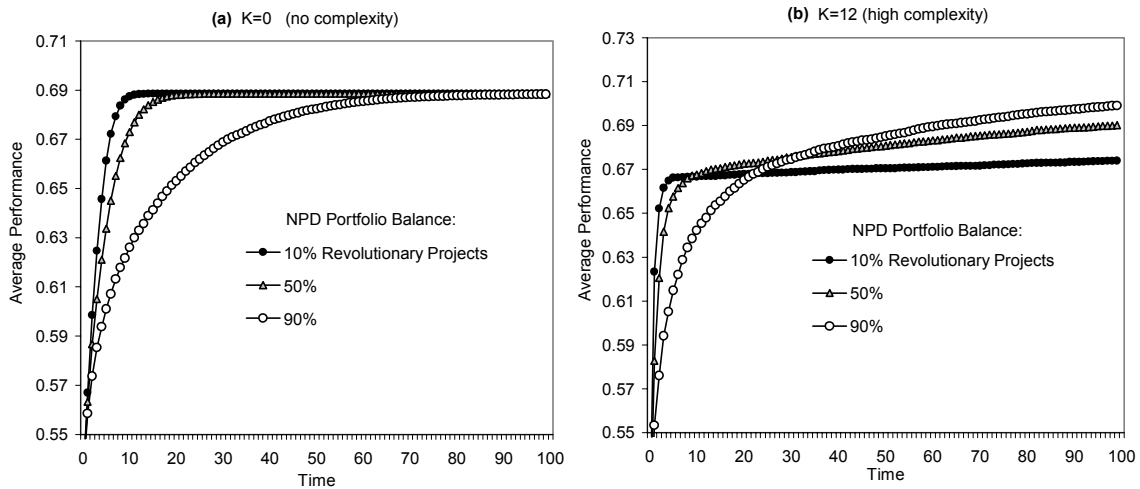 (a) K=0 (no complexity)
0.71
0.69
0.67
0.65
0.63
0.61
0.59
0.57
0.55
Average Performance
NPD Portfolio Balance:
10% Revolutionary Projects
50%
90%
0 10 20 30 40 50 60 70 80 90 100
Time
(b) K=12 (high complexity)
0.73
0.71
0.69
0.67
0.65
0.63
0.61
0.59
0.57
0.55
Average Performance
NPD Portfolio Balance:
10% Revolutionary Projects
50%
90%
0 10 20 30 40 50 60 70 80 90 100
Time